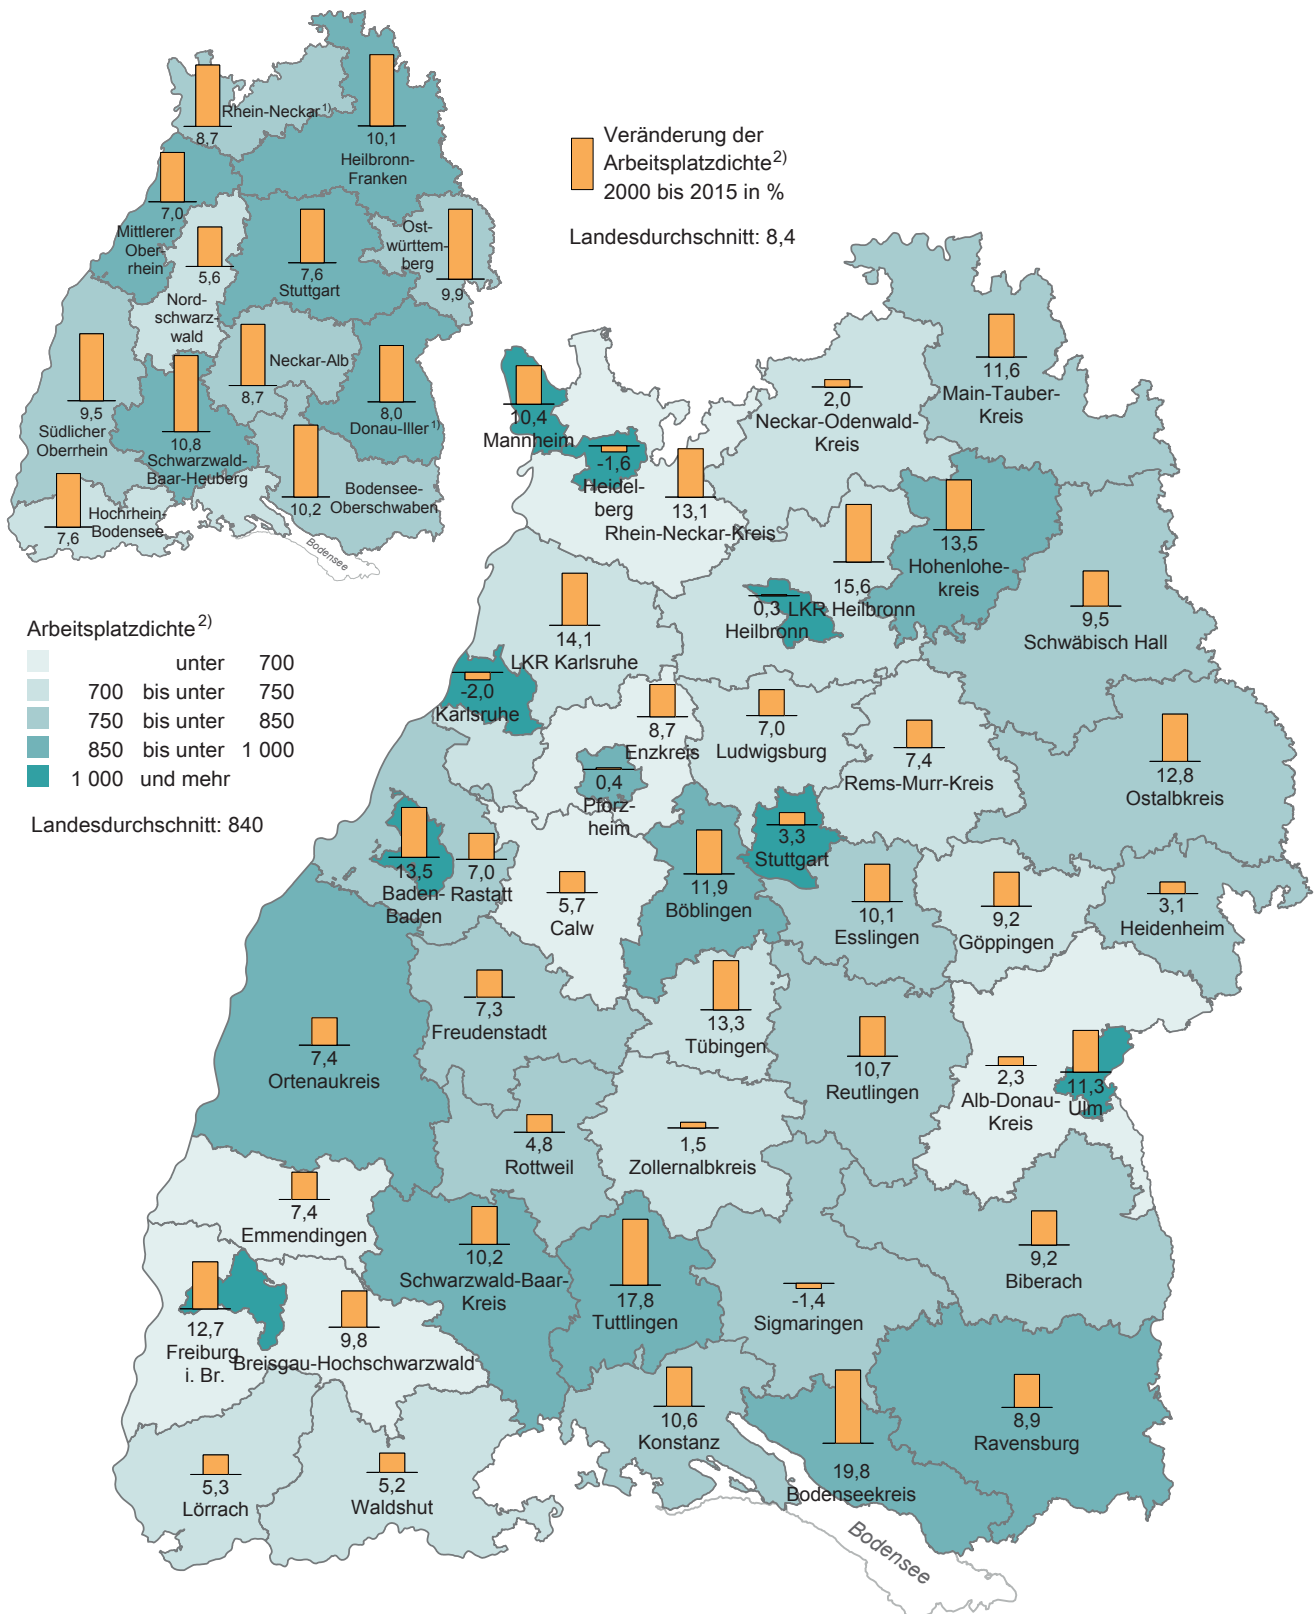 Rhein-Neckar1)
8,7
10,1
Heilbronn-
Franken
7,0
Mittlerer
Ober-
rhein
5,6
Nord-
schwarz-
wald
7,6
Stuttgart
Ost-
württem-
berg
9,9
Neckar-Alb
8,7
8,0
Donau-Iller1)
9,5
Südlicher
Oberrhein
10,8
Schwarzwald-
Baar-Heuberg
10,2
Bodensee-
Oberschwaben
7,6
Hochrhein-
Bodensee
Bodensee
Veränderung der
Arbeitsplatzdichte2)
2000 bis 2015 in %
Landesdurchschnitt: 8,4
Arbeitsplatzdichte2)
unter 700
700 bis unter 750
750 bis unter 850
850 bis unter 1 000
1 000 und mehr
Landesdurchschnitt: 840
11,6
Main-Tauber-
Kreis
2,0
Neckar-Odenwald-
Kreis
10,4
Mannheim
-1,6
Heidel-
berg
13,1
Rhein-Neckar-Kreis
13,5
Hohenlohe-
kreis
15,6
LKR Heilbronn
0,3
Heilbronn
9,5
Schwäbisch Hall
14,1
LKR Karlsruhe
-2,0
Karlsruhe
8,7
Enzkreis
7,0
Ludwigsburg
7,4
Rems-Murr-Kreis
12,8
Ostalbkreis
0,4
Pforz-
heim
3,3
Stuttgart
13,5
Baden-
Baden
7,0
Rastatt
5,7
Calw
11,9
Böblingen
10,1
Esslingen
9,2
Göppingen
3,1
Heidenheim
7,3
Freudenstadt
13,3
Tübingen
10,7
Reutlingen
2,3
Alb-Donau-
Kreis
11,3
Ulm
7,4
Ortenaukreis
4,8
Rottweil
1,5
Zollernalbkreis
7,4
Emmendingen
10,2
Schwarzwald-Baar-
Kreis
17,8
Tuttlingen
-1,4
Sigmaringen
9,2
Biberach
12,7
Freiburg
i. Br.
9,8
Breisgau-Hochschwarzwald
10,6
Konstanz
19,8
Bodenseekreis
8,9
Ravensburg
5,3
Lörrach
5,2
Waldshut
Bodensee